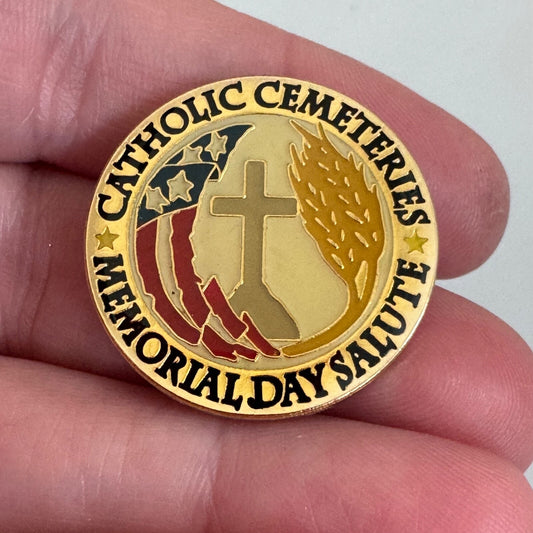 CATHOLIC CEMETERIES
MEMORIAL DAY SALUTE